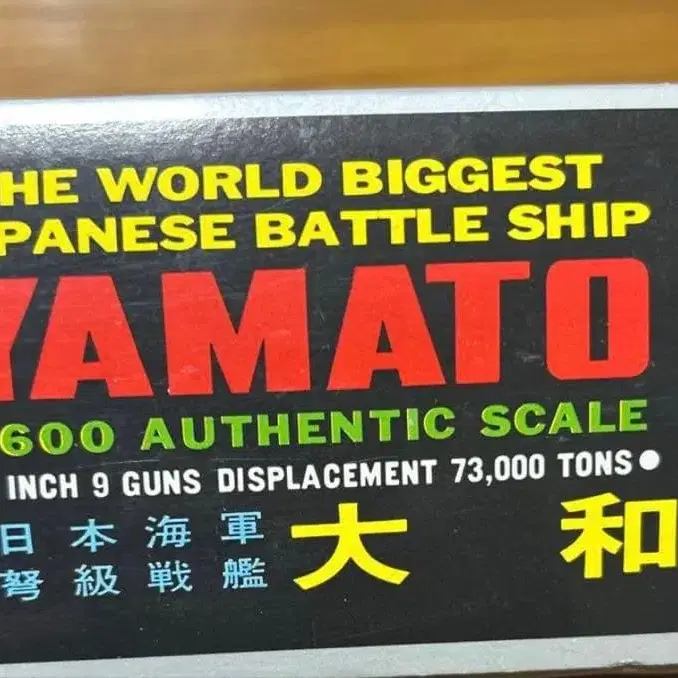 HE WORLD BIGGEST
PANESE BATTLE SHIP
YAMATO
600 AUTHENTIC SCALE
INCH 9 GUNS DISPLACEMENT 73,000 TONS●
日本海軍
弩級戦艦
大和